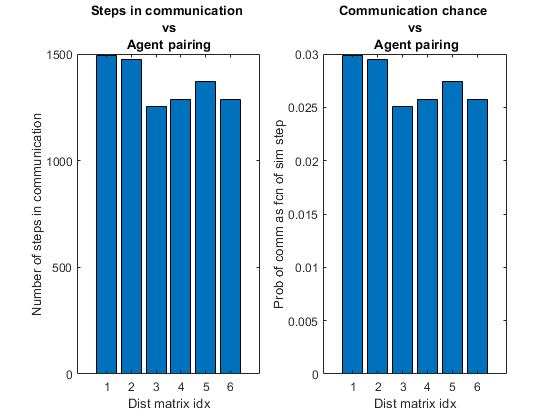 Steps in communication
vs
Agent pairing
Number of steps in communication
1500
1000
500
0
1 2 3 4 5 6
Dist matrix idx
Communication chance
vs
Agent pairing
Prob of comm as fcn of sim step
0.03
0.025
0.02
0.015
0.01
0.005
0
1 2 3 4 5 6
Dist matrix idx